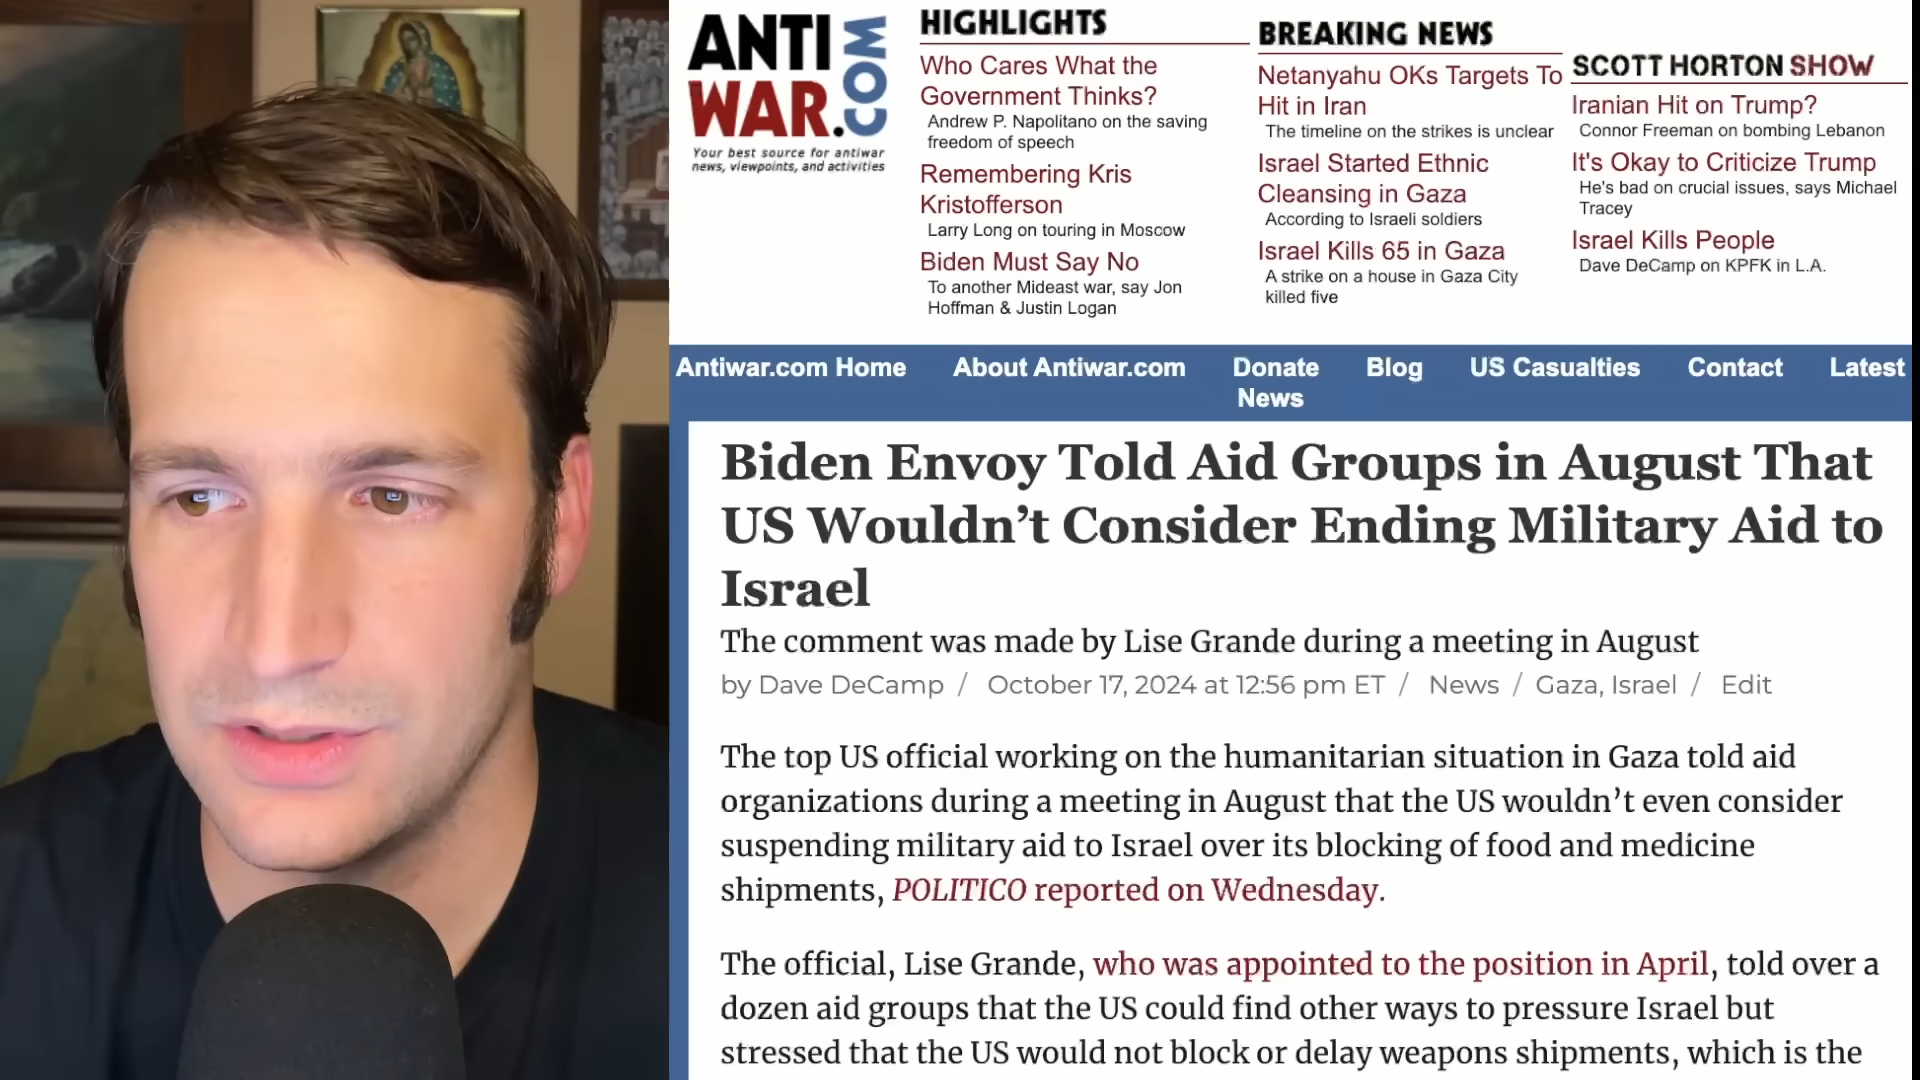 ANTI
WAR.COM
Your best source for antiwar
news, viewpoints, and activities
HIGHLIGHTS
Who Cares What the
Government Thinks?
Andrew P. Napolitano on the saving
freedom of speech
Remembering Kris
Kristofferson
Larry Long on touring in Moscow
Biden Must Say No
To another Mideast war, say Jon
Hoffman & Justin Logan
BREAKING NEWS
Netanyahu OKs Targets To
Hit in Iran
The timeline on the strikes is unclear
Israel Started Ethnic
Cleansing in Gaza
According to Israeli soldiers
Israel Kills 65 in Gaza
A strike on a house in Gaza City
killed five
SCOTT HORTON SHOW
Iranian Hit on Trump?
Connor Freeman on bombing Lebanon
It's Okay to Criticize Trump
He's bad on crucial issues, says Michael
Tracey
Israel Kills People
Dave DeCamp on KPFK in L.A.
Antiwar.com Home About Antiwar.com Donate Blog US Casualties Contact Latest
News
Biden Envoy Told Aid Groups in August That
US Wouldn’t Consider Ending Military Aid to
Israel
The comment was made by Lise Grande during a meeting in August
by Dave DeCamp / October 17, 2024 at 12:56 pm ET / News / Gaza, Israel / Edit
The top US official working on the humanitarian situation in Gaza told aid
organizations during a meeting in August that the US wouldn’t even consider
suspending military aid to Israel over its blocking of food and medicine
shipments, POLITICO reported on Wednesday.
The official, Lise Grande, who was appointed to the position in April, told over a
dozen aid groups that the US could find other ways to pressure Israel but
stressed that the US would not block or delay weapons shipments, which is the